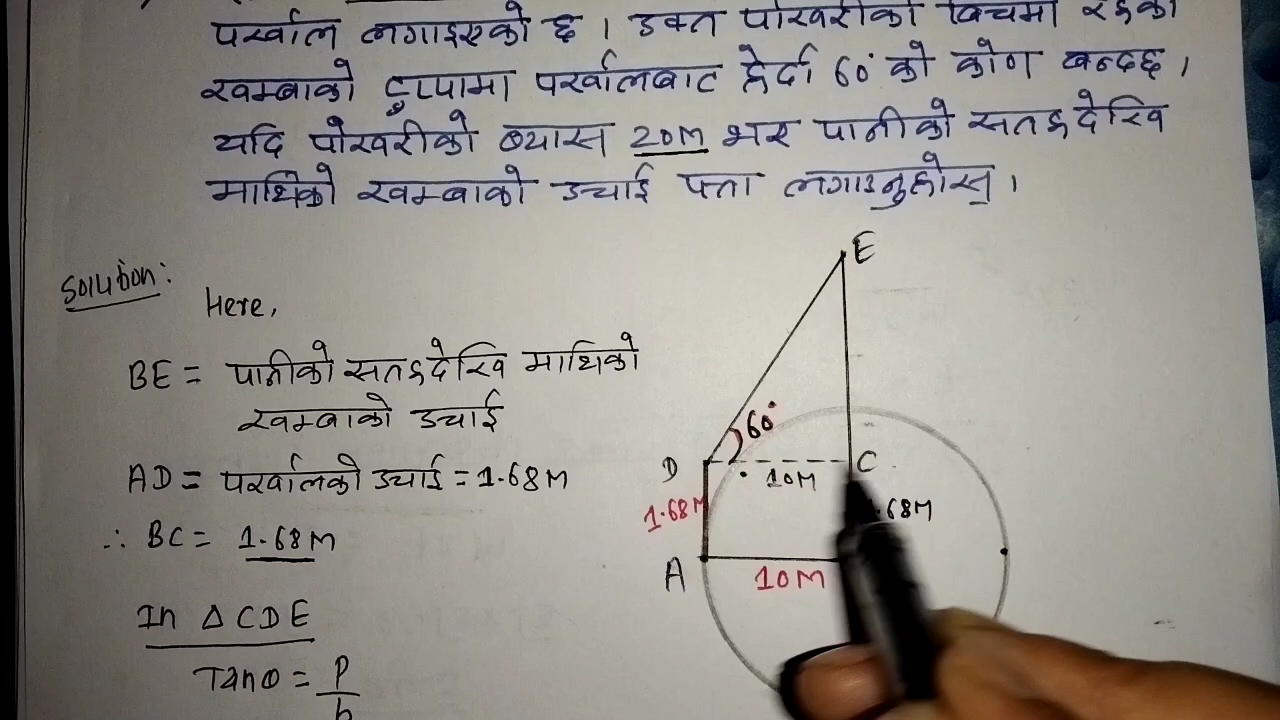 पर्खाल लगाइएको छ । उक्त पोखरीको बिचमा रहेको
खम्बाको टुप्पामा पर्खालबाट हेर्दा 60° को कोण बन्दछ ।
यदि पोखरीको ब्यास 20M भए पानीको सतहदेखि
माथिको खम्बाको उचाई पत्ता लगाउनुहोस् ।
Solution:
Here,
BE = पानीको सतहदेखि माथिको
खम्बाको उचाई
AD = पर्खालको उचाई = 1.68M
∴ BC = 1.68M
In △CDE
Tanθ = P/b
E
60°
D
C
10M
1.68M
.68M
A
10M